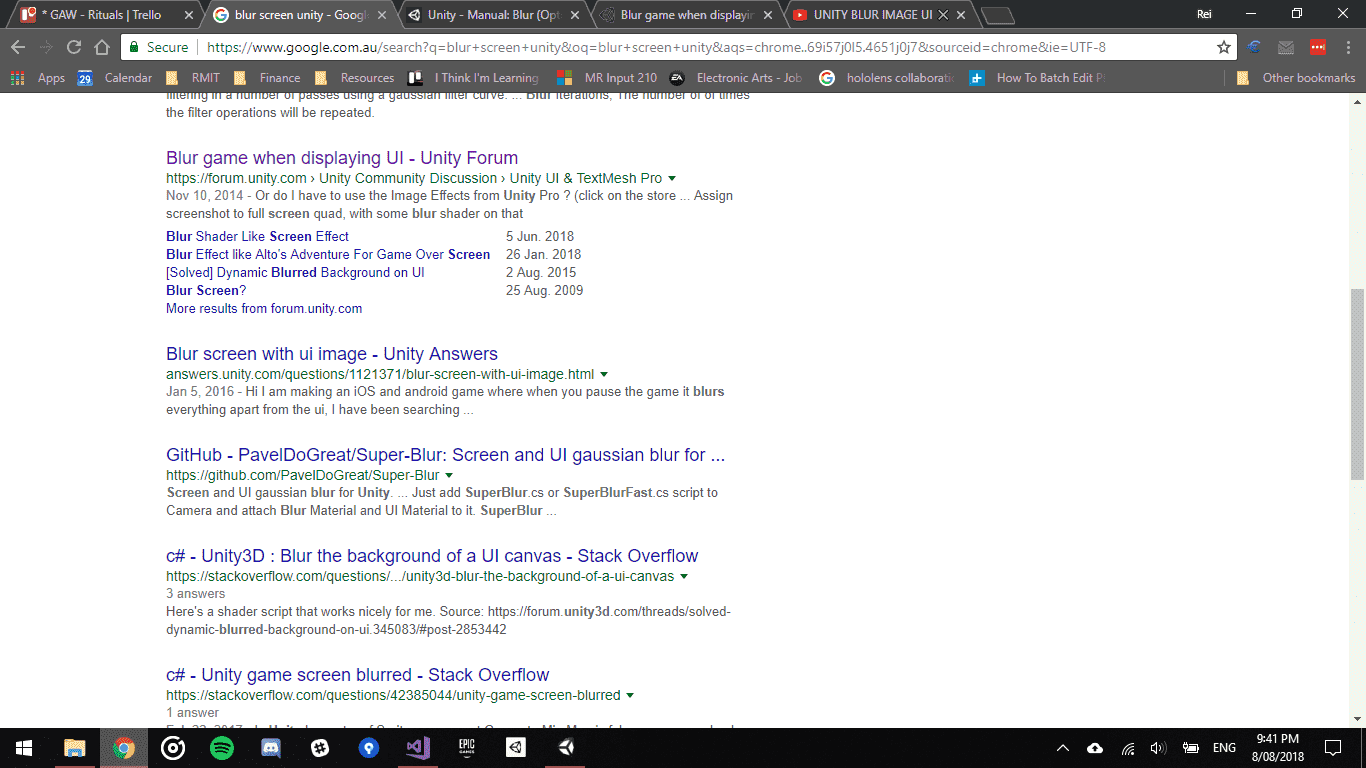 * GAW - Rituals | Trello
blur screen unity - Goog
Unity - Manual: Blur (Opt
Blur game when displayin
UNITY BLUR IMAGE UI
Rei
Secure
https://www.google.com.au/search?q=blur+screen+unity&oq=blur+screen+unity&aqs=chrome..69i57j0l5.4651j0j7&sourceid=chrome&ie=UTF-8
Apps
29
Calendar
RMIT
Finance
Resources
I Think I'm Learning
MR Input 210
EA
Electronic Arts - Job
hololens collaborati
How To Batch Edit P
Other bookmarks
filtering in a number of passes using a gaussian filter curve. ... Blur Iterations, The number of of times
the filter operations will be repeated.
Blur game when displaying UI - Unity Forum
https://forum.unity.com › Unity Community Discussion › Unity UI & TextMesh Pro
Nov 10, 2014 - Or do I have to use the Image Effects from Unity Pro ? (click on the store ... Assign
screenshot to full screen quad, with some blur shader on that
Blur Shader Like Screen Effect 5 Jun. 2018
Blur Effect like Alto's Adventure For Game Over Screen 26 Jan. 2018
[Solved] Dynamic Blurred Background on UI 2 Aug. 2015
Blur Screen? 25 Aug. 2009
More results from forum.unity.com
Blur screen with ui image - Unity Answers
answers.unity.com/questions/1121371/blur-screen-with-ui-image.html
Jan 5, 2016 - Hi I am making an iOS and android game where when you pause the game it blurs
everything apart from the ui, I have been searching ...
GitHub - PavelDoGreat/Super-Blur: Screen and UI gaussian blur for ...
https://github.com/PavelDoGreat/Super-Blur
Screen and UI gaussian blur for Unity. ... Just add SuperBlur.cs or SuperBlurFast.cs script to
Camera and attach Blur Material and UI Material to it. SuperBlur ...
c# - Unity3D : Blur the background of a UI canvas - Stack Overflow
https://stackoverflow.com/questions/.../unity3d-blur-the-background-of-a-ui-canvas
3 answers
Here's a shader script that works nicely for me. Source: https://forum.unity3d.com/threads/solved-
dynamic-blurred-background-on-ui.345083/#post-2853442
c# - Unity game screen blurred - Stack Overflow
https://stackoverflow.com/questions/42385044/unity-game-screen-blurred
1 answer
EPIC
GAMES
ENG
9:41 PM
8/08/2018